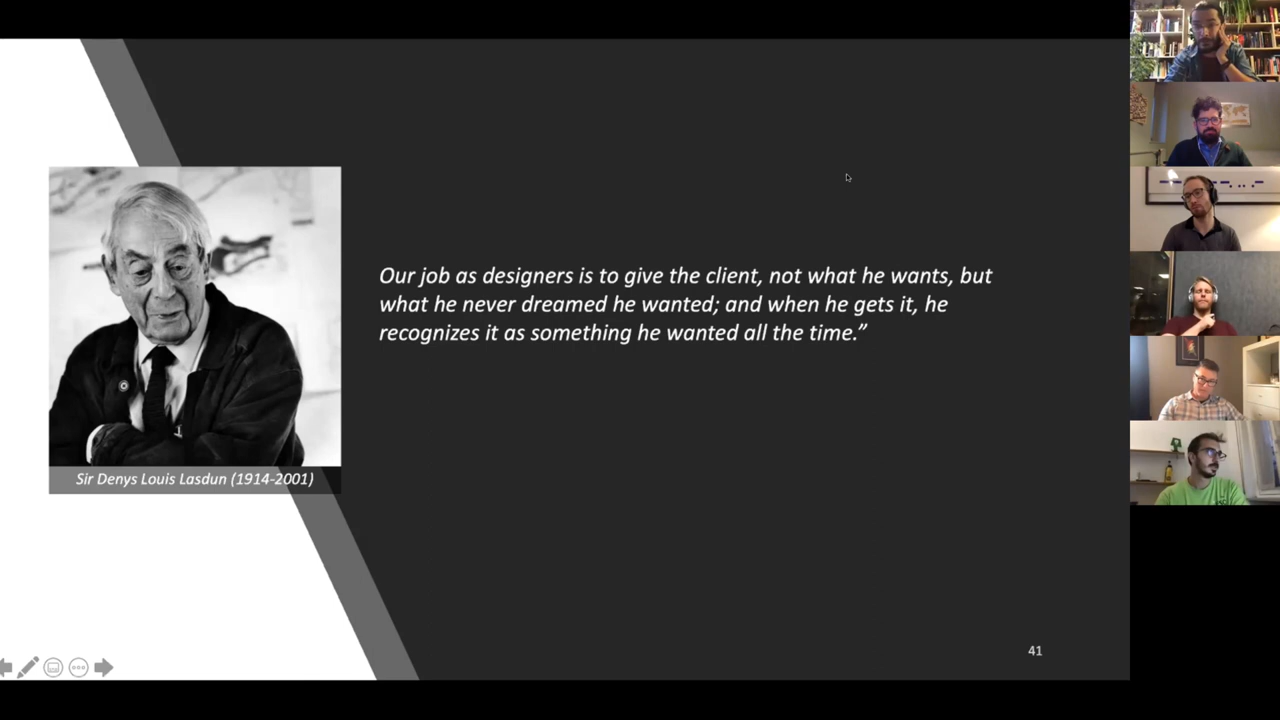 Our job as designers is to give the client, not what he wants, but
what he never dreamed he wanted; and when he gets it, he
recognizes it as something he wanted all the time.”
Sir Denys Louis Lasdun (1914-2001)
41